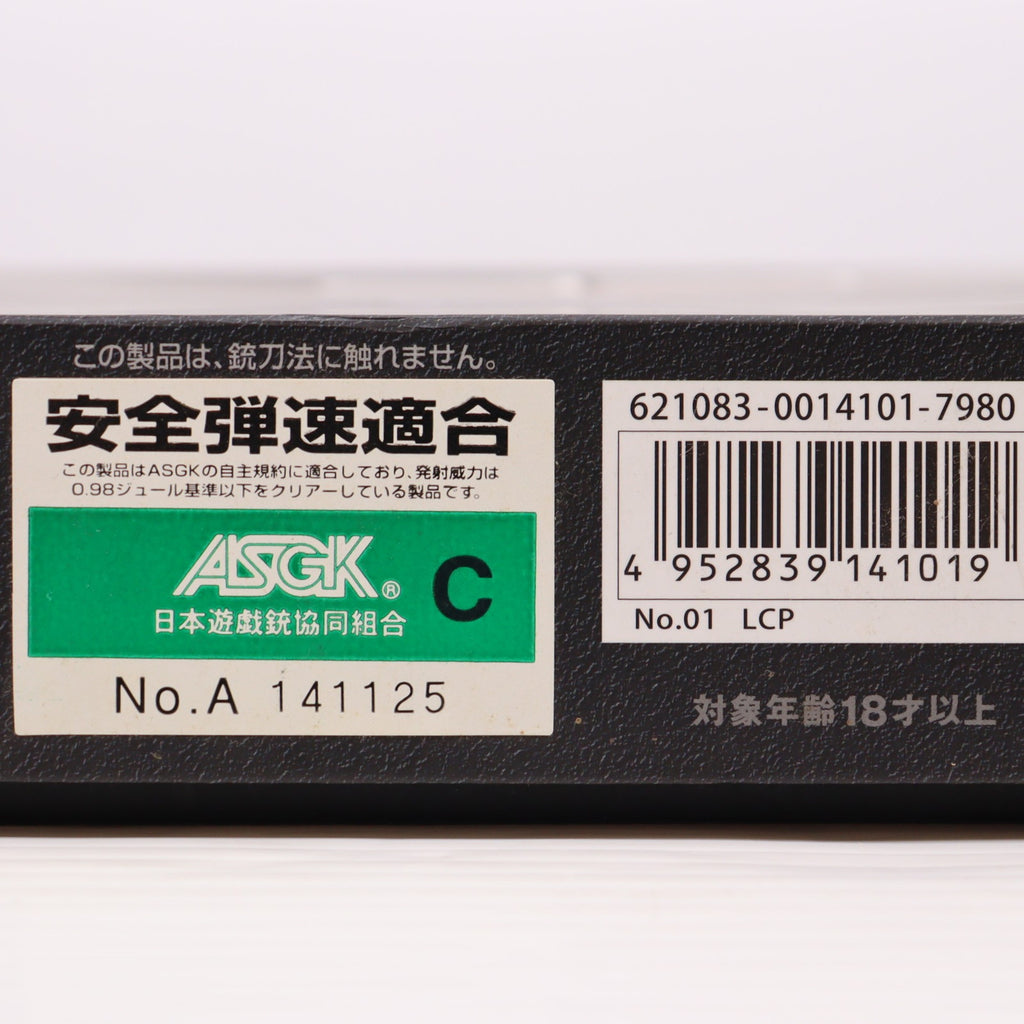 この製品は、銃刀法に触れません。
安全弾速適合
この製品はASGKの自主規約に適合しており、発射威力は
0.98ジュール基準以下をクリアーしている製品です。
ASGK®
C
日本遊戯銃協同組合
No.A 141125
621083-0014101-7980
4 952839 141019
No.01 LCP
対象年齢18才以上